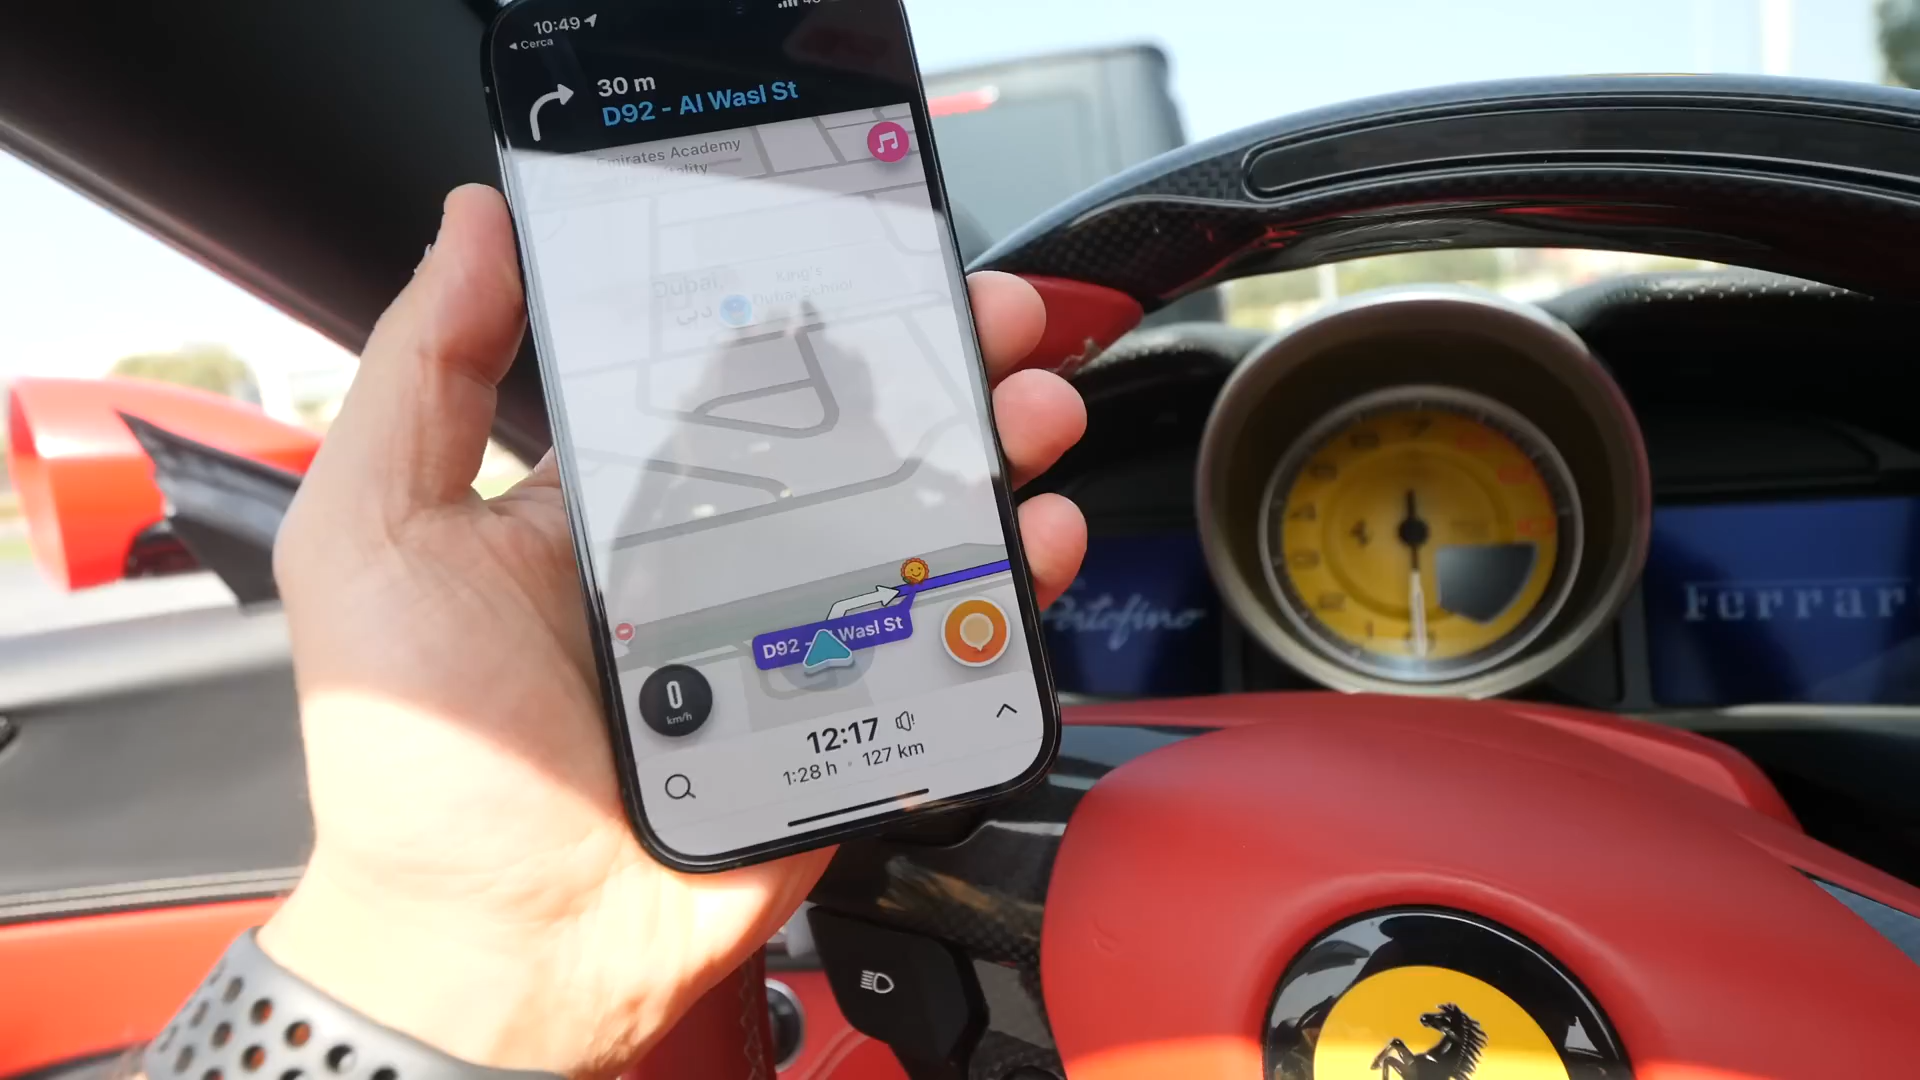 10:49
Cerca
30 m
D92 - Al Wasl St
Emirates Academy
Dubai,
دبي
King's
Dubai School
D92 - Al Wasl St
0
km/h
12:17
1:28 h · 127 km
Portofino
Ferrari